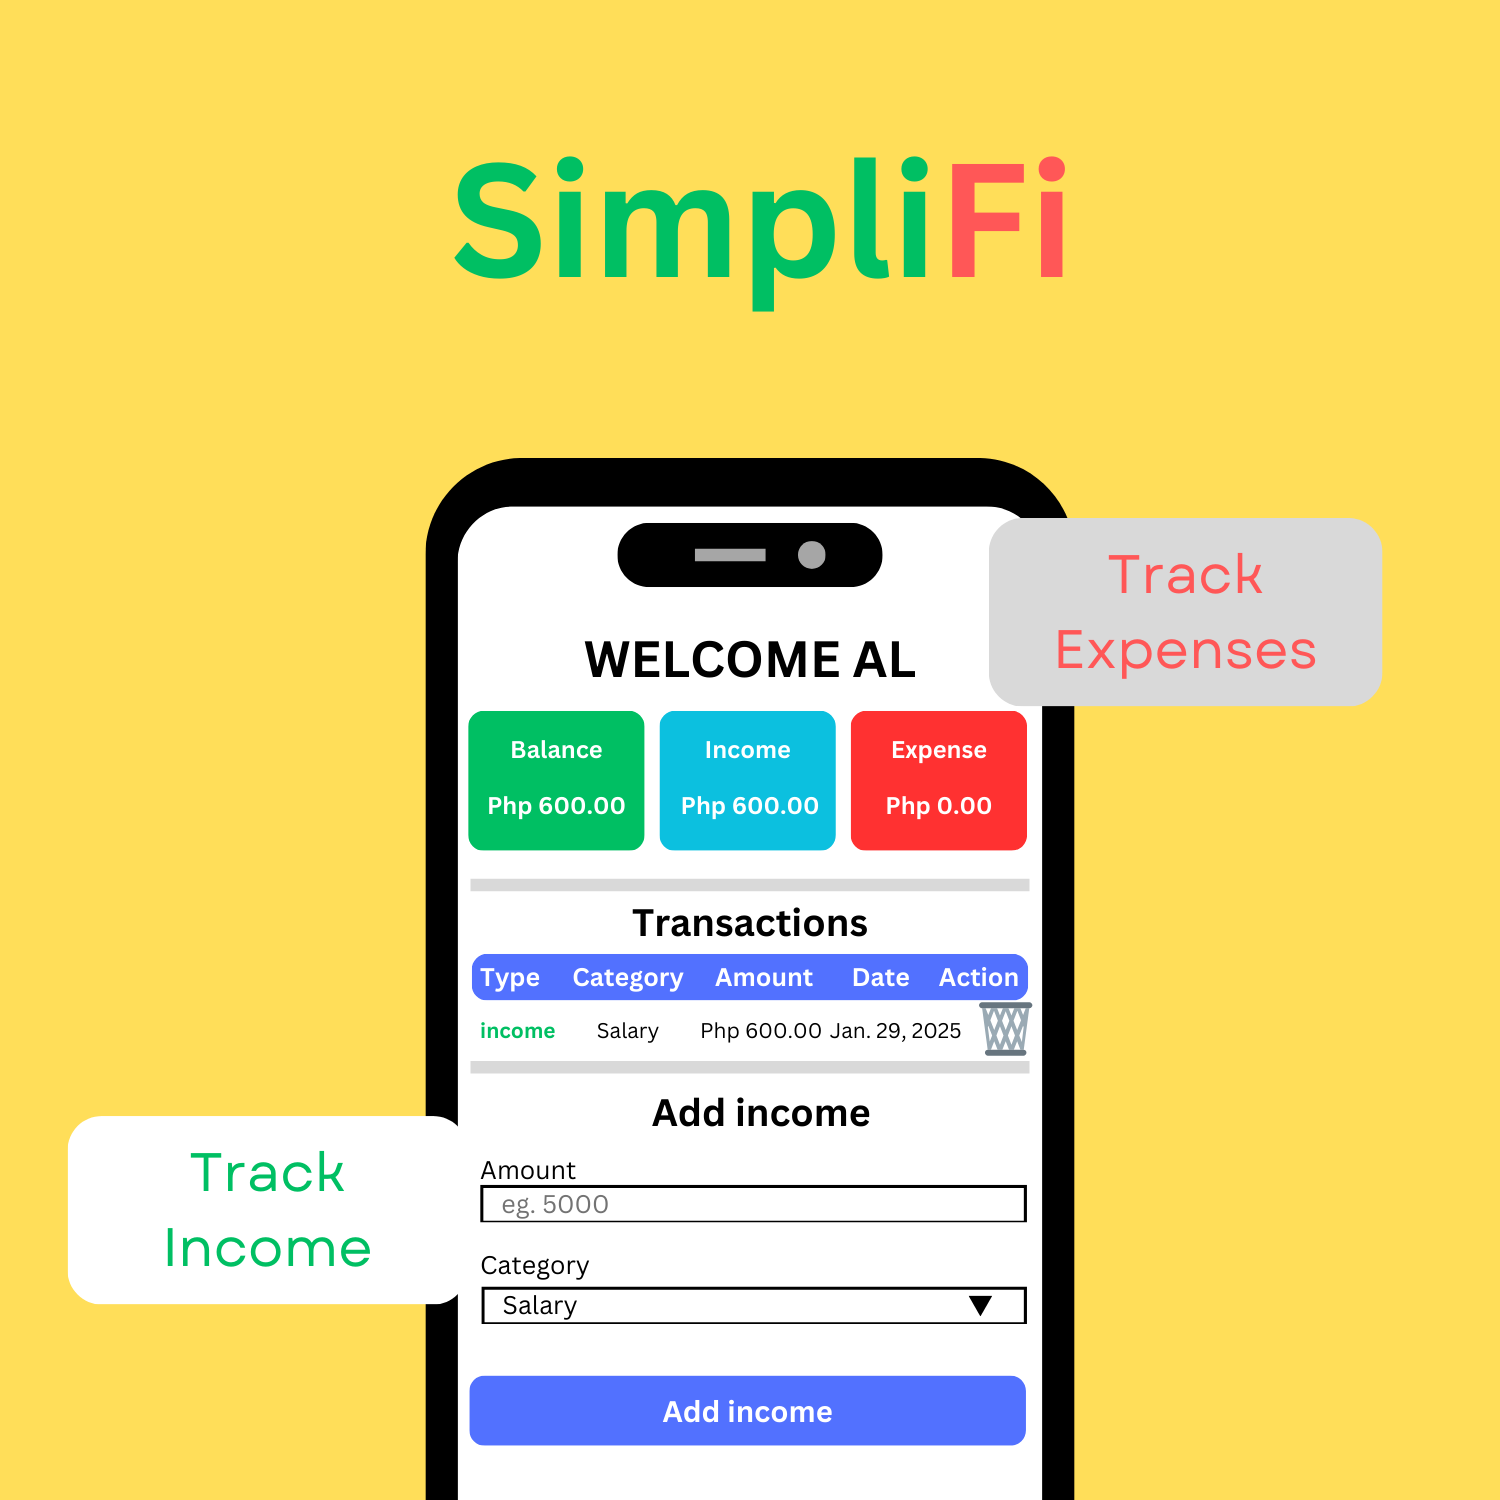 SimpliFi
Track
Expenses
WELCOME AL
Balance Income Expense
Php 600.00 Php 600.00 Php 0.00
Transactions
Type Category Amount Date Action
income Salary Php 600.00 Jan. 29, 2025
Add income
Track
Income
Amount
eg. 5000
Category
Salary
Add income